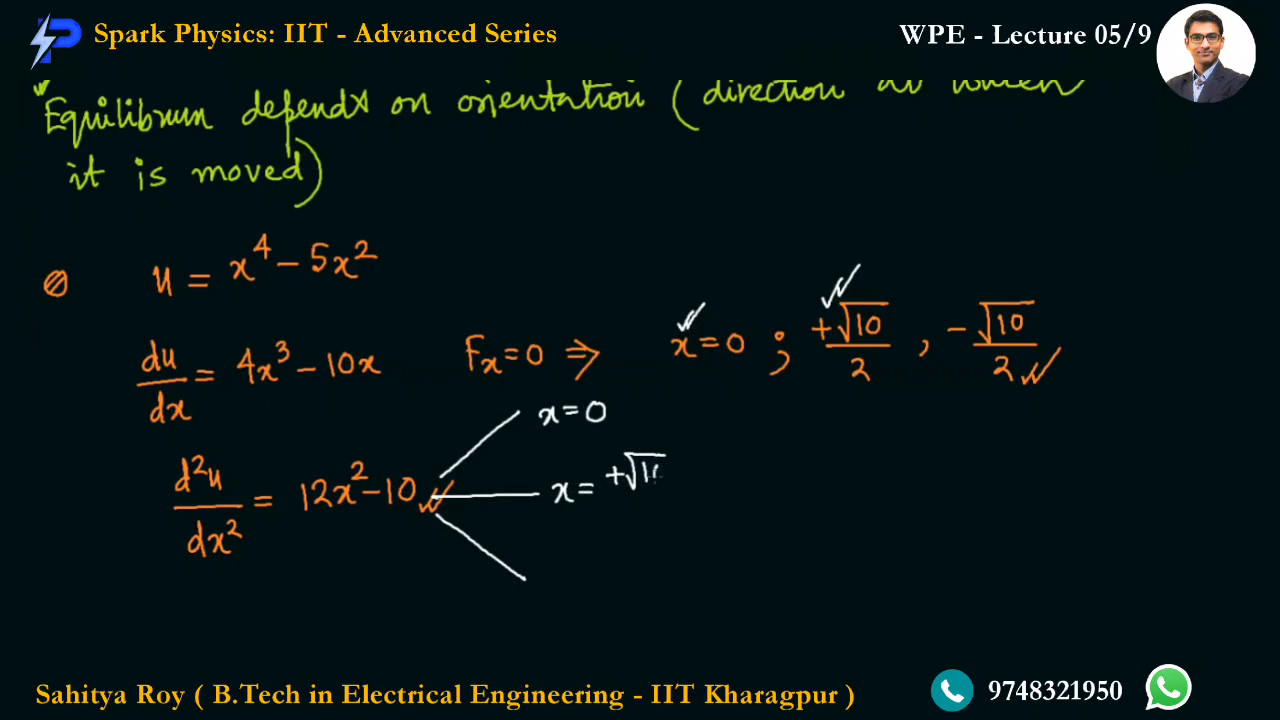 Spark Physics: IIT - Advanced Series
WPE - Lecture 05/9
Equilibrium depends on orientation (direction at which
it is moved)
u = x⁴ - 5x²
du/dx = 4x³ - 10x
Fx = 0 ⇒ x = 0 ; +√10/2 , -√10/2
d²u/dx² = 12x² - 10
x = 0
x = +√10
Sahitya Roy ( B.Tech in Electrical Engineering - IIT Kharagpur )
9748321950